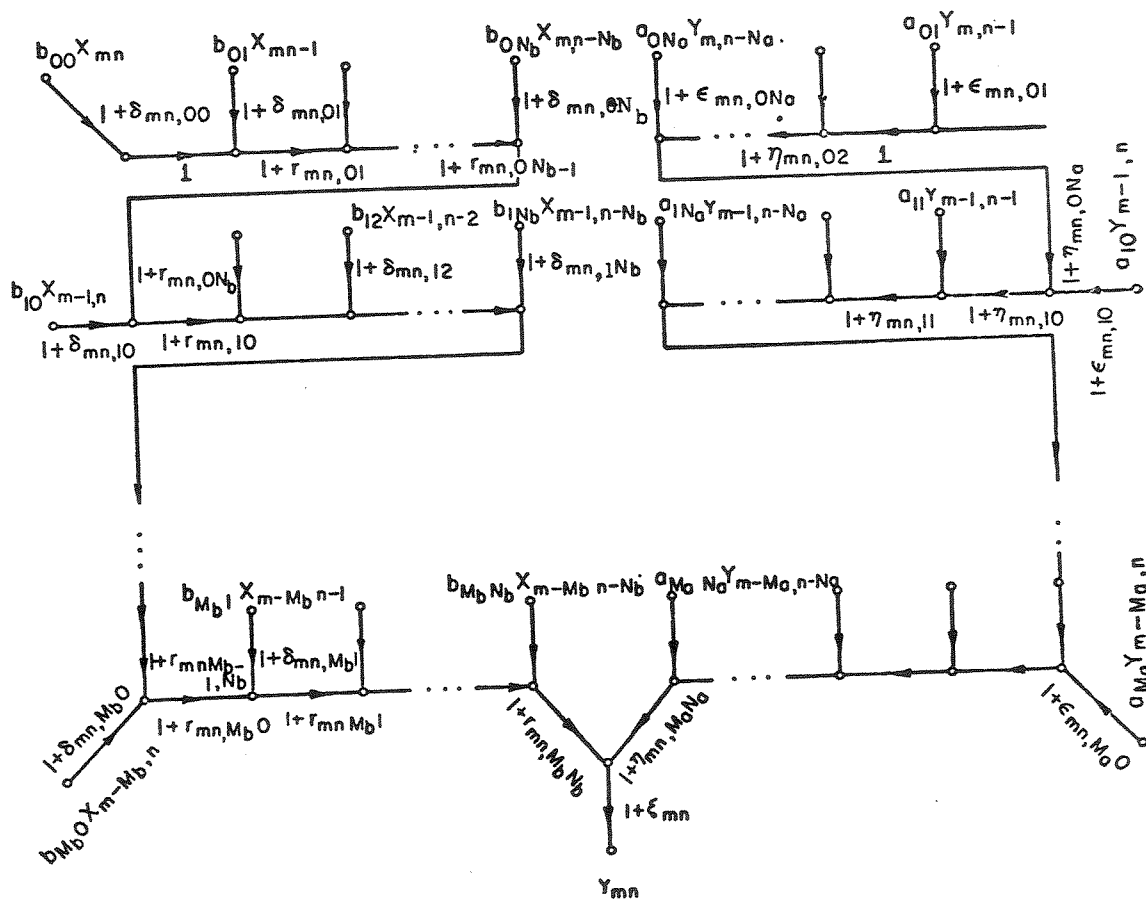 b00Xmn b01Xmn-1 b0NbXm,n-Nb a0NaYm,n-Na. a01Ym,n-1
1+δmn,00 1+δmn,01 1+δmn,0Nb 1+ϵmn,0Na 1+ϵmn,01
1 1+rmn,01 ... 1+rmn,0Nb-1 ... 1+ηmn,02 1
b12Xm-1,n-2 b1NbXm-1,n-Nb a1NaYm-1,n-Na a11Ym-1,n-1 1+ηmn,0Na a10Ym-1,n
b10Xm-1,n 1+rmn,0Nb 1+δmn,12 1+δmn,1Nb
1+δmn,10 1+rmn,10 ... ... 1+ηmn,11 1+ηmn,10 1+ϵmn,10
bMb1Xm-Mbn-1 bMbNbXm-Mbn-Nb aMaNaYm-Ma,n-Na aMaoYm-Ma,n
1+rmnMb-1,Nb 1+δmn,Mb1
1+δmn,Mb0 1+rmn,Mb0 1+rmnMb1 ... 1+rmn,MbNb 1+ηmn,MaNa ... 1+ϵmn,Ma0
bMb0Xm-Mb,n 1+ξmn
Ymn